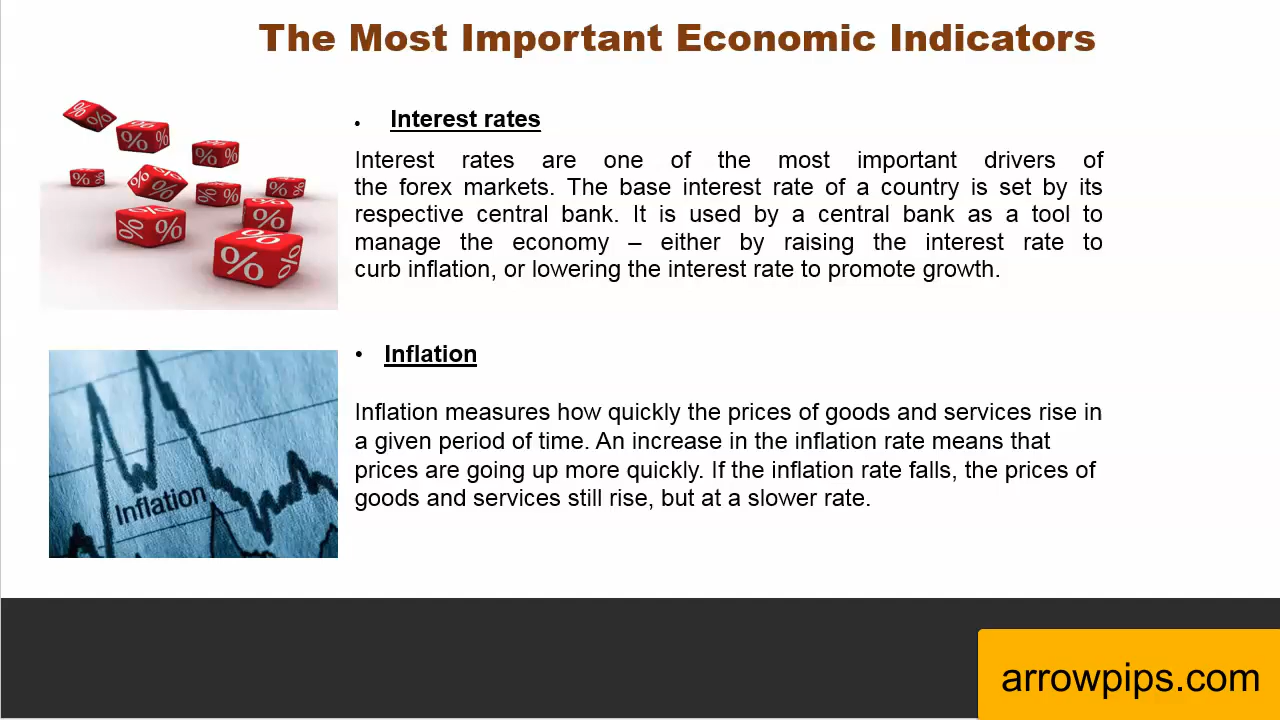 The Most Important Economic Indicators
• Interest rates
Interest rates are one of the most important drivers of
the forex markets. The base interest rate of a country is set by its
respective central bank. It is used by a central bank as a tool to
manage the economy – either by raising the interest rate to
curb inflation, or lowering the interest rate to promote growth.
• Inflation
Inflation measures how quickly the prices of goods and services rise in
a given period of time. An increase in the inflation rate means that
prices are going up more quickly. If the inflation rate falls, the prices of
goods and services still rise, but at a slower rate.
% %
% %
% %
% %
% %
% %
% %
% %
% %
% % %
Inflation
arrowpips.com